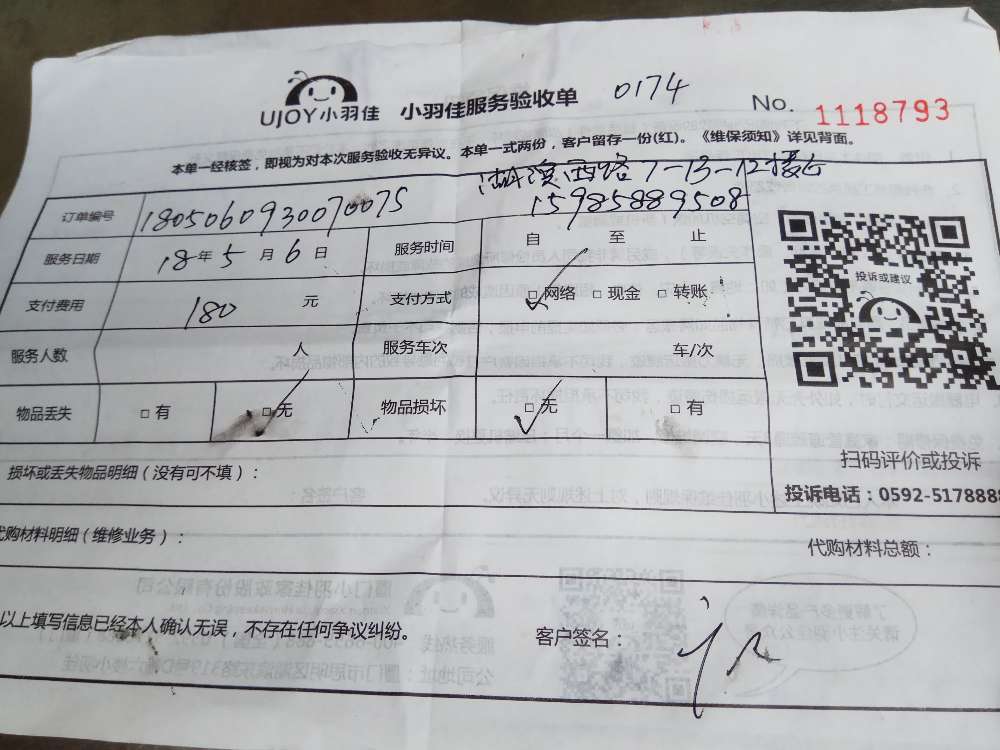 UJOY小羽佳 小羽佳服务验收单 0174 No. 1118793
本单一经核签，即视为对本次服务验收无异议。本单一式两份，客户留存一份(红)。《维保须知》详见背面。
西路1-13-12接台
订单编号 1805060930070075 15985889508
服务日期 18年5月6日 服务时间 自 至 止
支付费用 180 元 支付方式 □网络 □现金 □转账
服务人数 人 服务车次 车/次
物品丢失 □有 □无 物品损坏 □无 □有
投诉或建议
扫码评价或投诉
损坏或丢失物品明细（没有可不填）：
投诉电话：0592-5178888
代购材料明细（维修业务）： 代购材料总额：
以上填写信息已经本人确认无误，不存在任何争议纠纷。 客户签名：